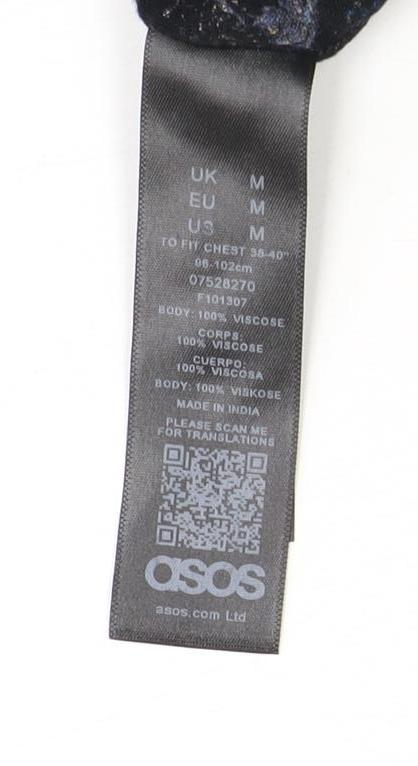 UK M
EU M
US M
TO FIT CHEST 38-40"
96-102cm
07528270
F101307
BODY: 100% VISCOSE
CORPS:
100% VISCOSE
CUERPO:
100% VISCOSA
BODY: 100% VISKOSE
MADE IN INDIA
PLEASE SCAN ME
FOR TRANSLATIONS
asos
asos.com Ltd